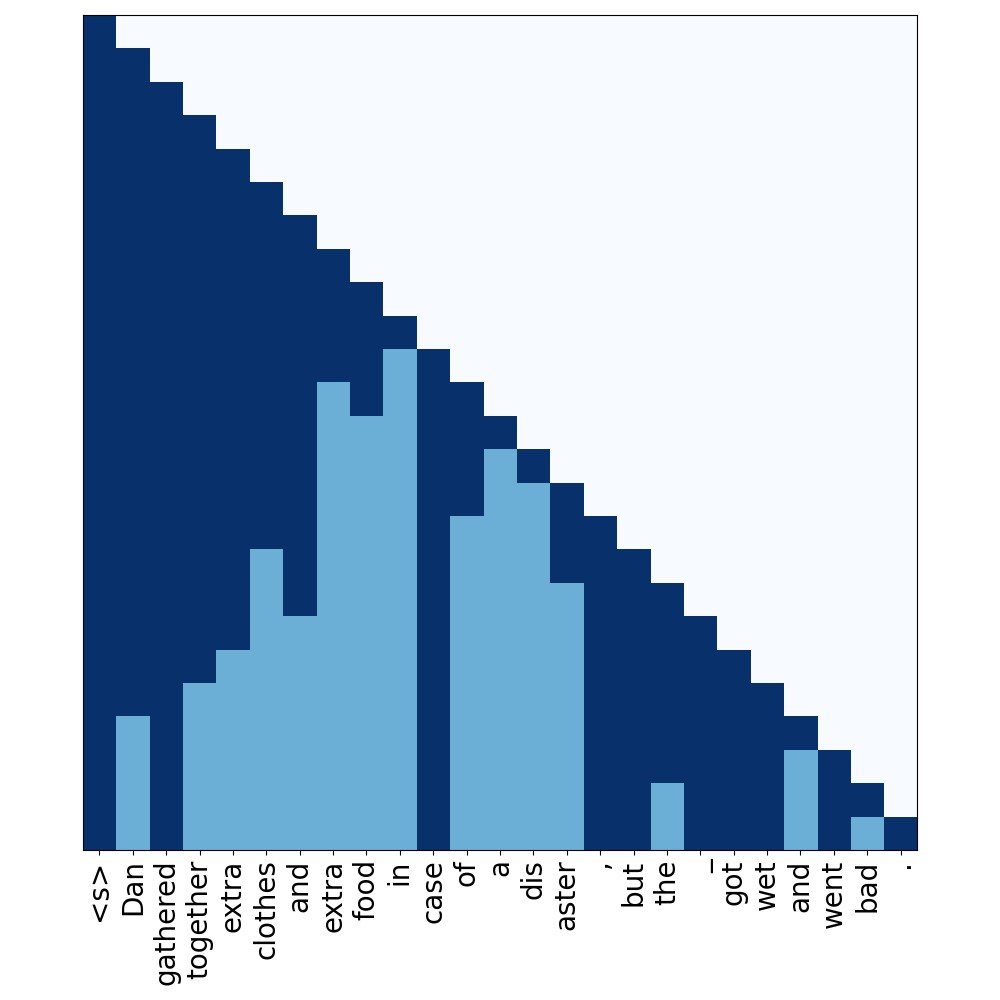 <s> Dan gathered together extra clothes and extra food in case of a dis aster , but the _ got wet and went bad .